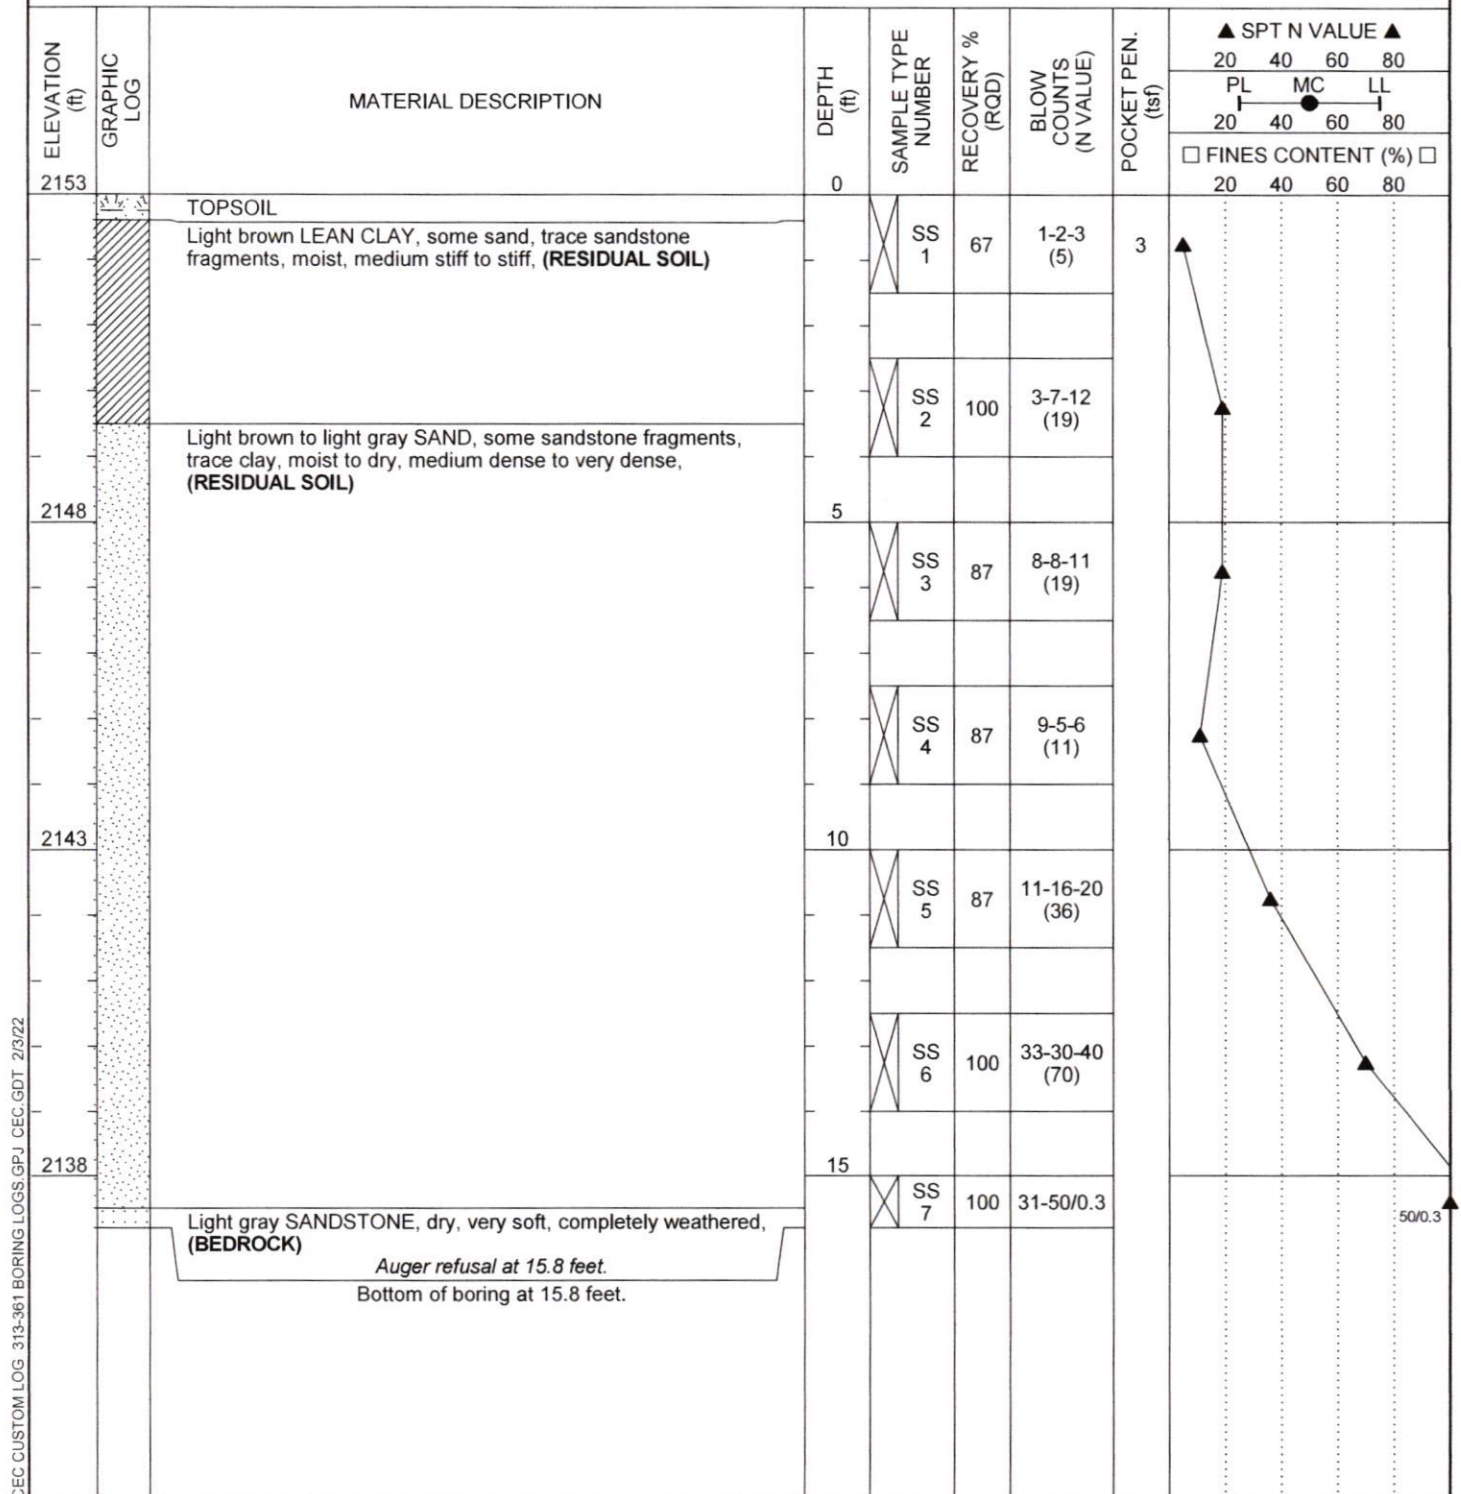 ELEVATION
(ft)
GRAPHIC
LOG
MATERIAL DESCRIPTION
DEPTH
(ft)
SAMPLE TYPE
NUMBER
RECOVERY %
(RQD)
BLOW
COUNTS
(N VALUE)
POCKET PEN.
(tsf)
▲ SPT N VALUE ▲
20 40 60 80
PL MC LL
20 40 60 80
□ FINES CONTENT (%) □
20 40 60 80
2153
0
TOPSOIL
Light brown LEAN CLAY, some sand, trace sandstone
fragments, moist, medium stiff to stiff, (RESIDUAL SOIL)
SS
1
67
1-2-3
(5)
3
SS
2
100
3-7-12
(19)
Light brown to light gray SAND, some sandstone fragments,
trace clay, moist to dry, medium dense to very dense,
(RESIDUAL SOIL)
2148
5
SS
3
87
8-8-11
(19)
SS
4
87
9-5-6
(11)
2143
10
SS
5
87
11-16-20
(36)
SS
6
100
33-30-40
(70)
2138
15
SS
7
100
31-50/0.3
50/0.3
Light gray SANDSTONE, dry, very soft, completely weathered,
(BEDROCK)
Auger refusal at 15.8 feet.
Bottom of boring at 15.8 feet.
CEC CUSTOM LOG 313-361 BORING LOGS.GPJ CEC.GDT 2/3/22